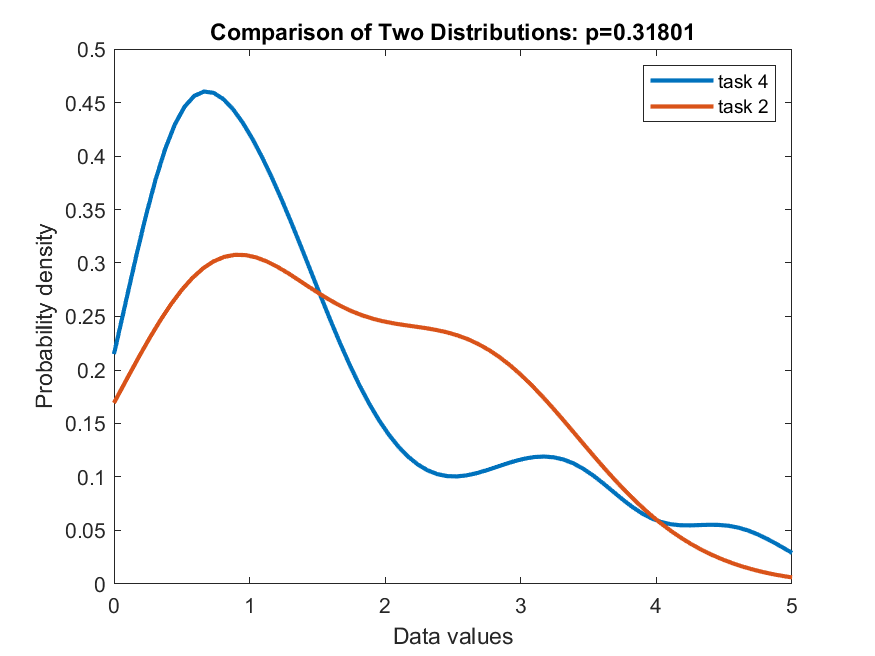 Comparison of Two Distributions: p=0.31801
0.5
0.45
0.4
0.35
0.3
0.25
0.2
0.15
0.1
0.05
0
Probability density
task 4
task 2
0 1 2 3 4 5
Data values